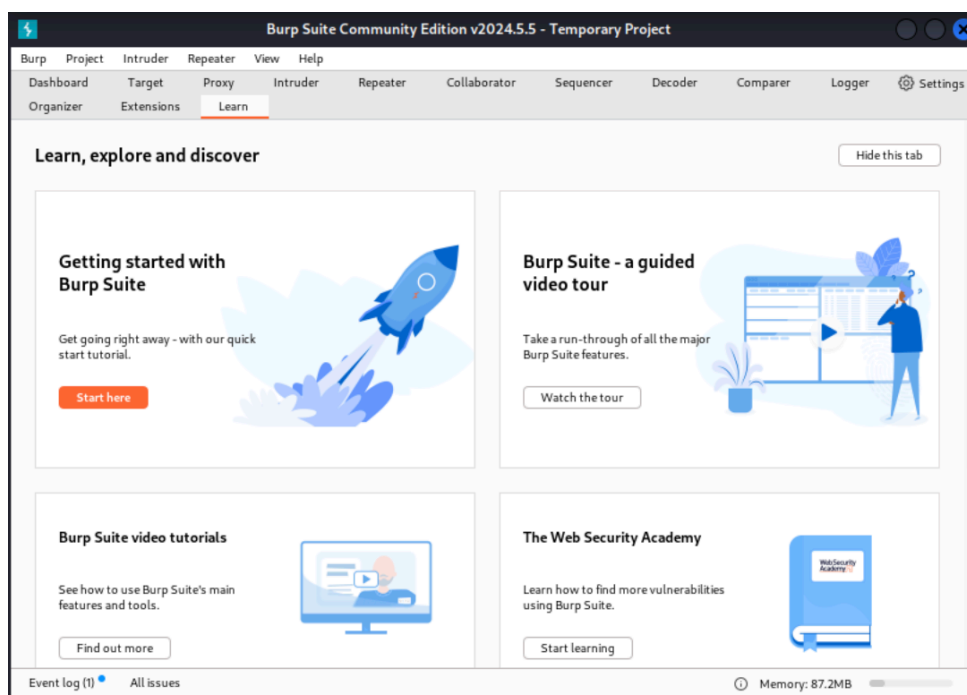 Burp Suite Community Edition v2024.5.5 - Temporary Project
Burp Project Intruder Repeater View Help
Dashboard Target Proxy Intruder Repeater Collaborator Sequencer Decoder Comparer Logger Settings
Organizer Extensions Learn
Learn, explore and discover
Hide this tab
Getting started with
Burp Suite
Get going right away - with our quick
start tutorial.
Start here
Burp Suite - a guided
video tour
Take a run-through of all the major
Burp Suite features.
Watch the tour
Burp Suite video tutorials
See how to use Burp Suite's main
features and tools.
Find out more
The Web Security Academy
Learn how to find more vulnerabilities
using Burp Suite.
Start learning
WebSecurity
Academy
Event log (1) All issues
Memory: 87.2MB